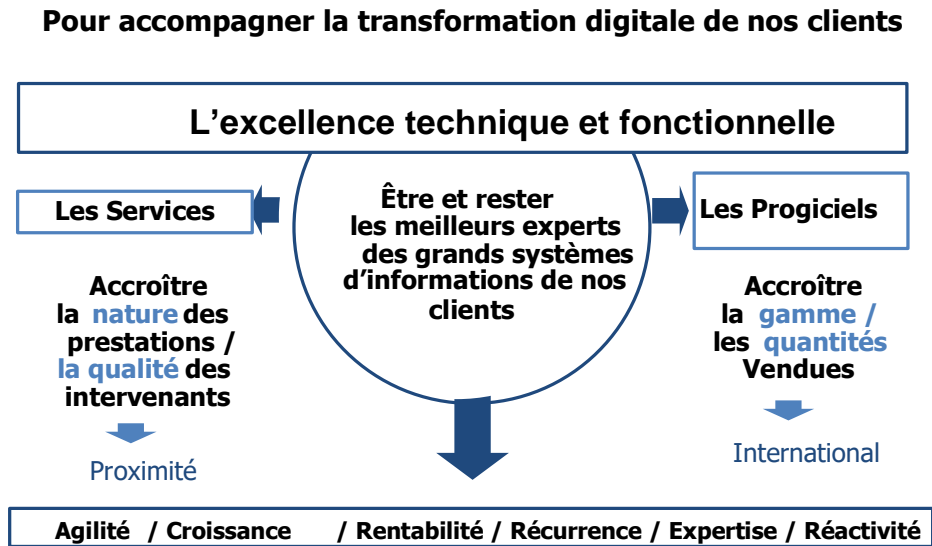 Pour accompagner la transformation digitale de nos clients
L'excellence technique et fonctionnelle
Les Services
Être et rester
les meilleurs experts
des grands systèmes
d'informations de nos
clients
Les Progiciels
Accroître
la nature des
prestations /
la qualité des
intervenants
Proximité
Accroître
la gamme /
les quantités
Vendues
International
Agilité / Croissance / Rentabilité / Récurrence / Expertise / Réactivité